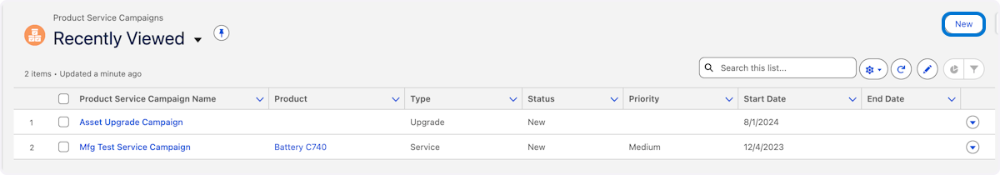 Product Service Campaigns
Recently Viewed
New
2 items • Updated a minute ago
Search this list...
Product Service Campaign Name Product Type Status Priority Start Date End Date
1 Asset Upgrade Campaign Upgrade New 8/1/2024
2 Mfg Test Service Campaign Battery C740 Service New Medium 12/4/2023